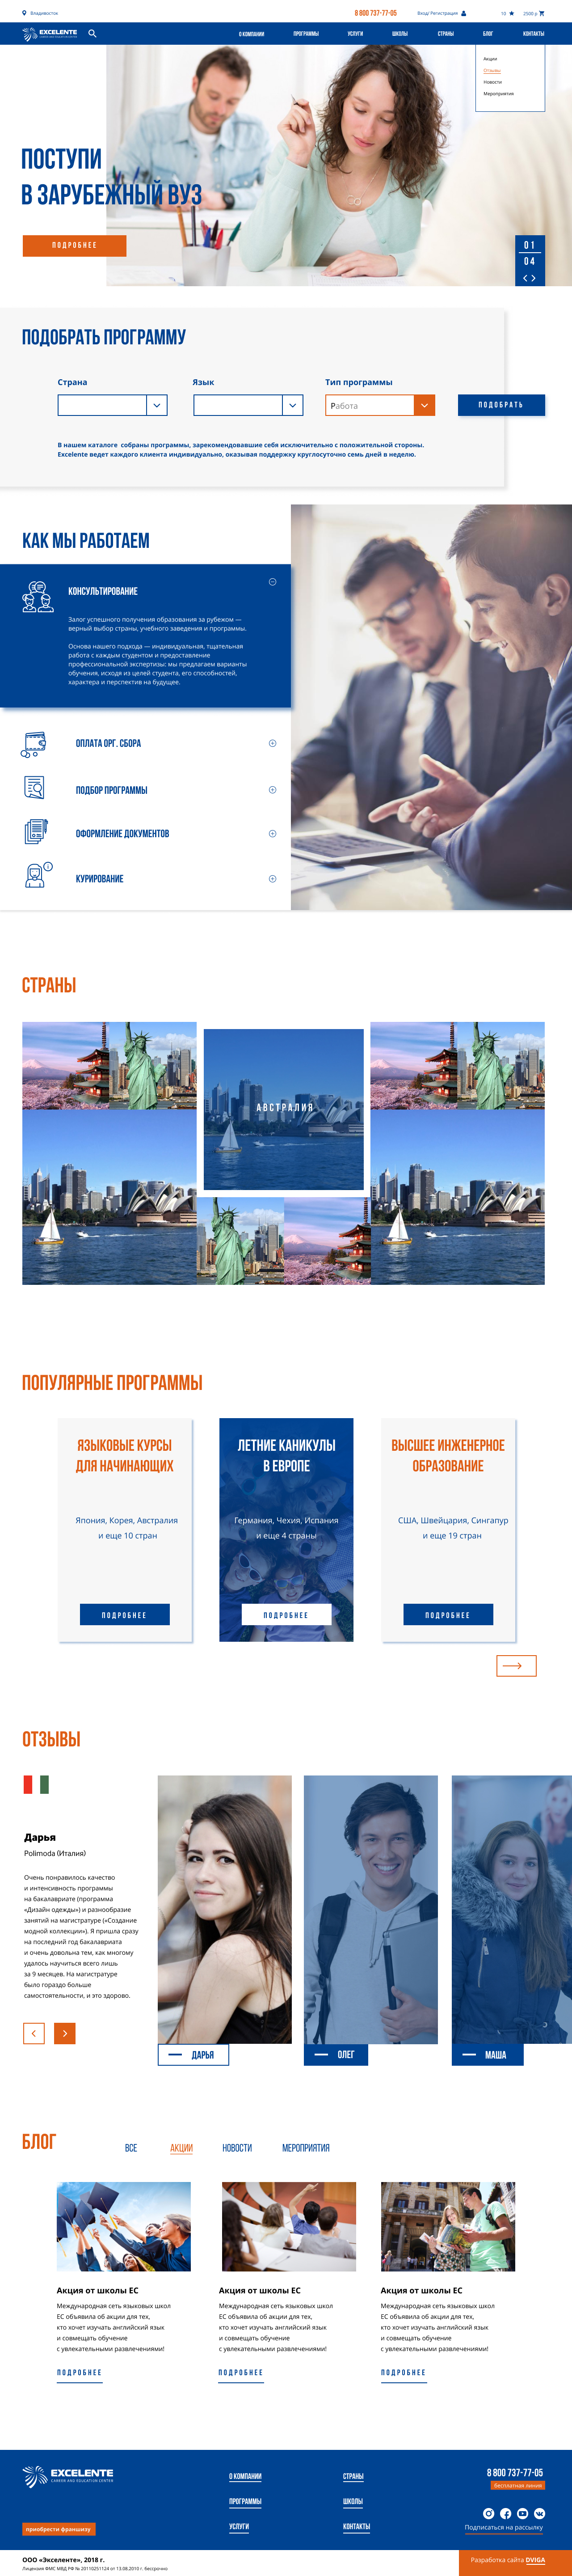 Владивосток
8 800 737-77-05
Вход/ Регистрация
10
2500 р
EXCELENTE
CAREER AND EDUCATION CENTER
О КОМПАНИИ
ПРОГРАММЫ
УСЛУГИ
ШКОЛЫ
СТРАНЫ
БЛОГ
КОНТАКТЫ
Акции
Отзывы
Новости
Мероприятия
ПОСТУПИ
В ЗАРУБЕЖНЫЙ ВУЗ
ПОДРОБНЕЕ
01
04
ПОДОБРАТЬ ПРОГРАММУ
Страна
Язык
Тип программы
Работа
ПОДОБРАТЬ
В нашем каталоге собраны программы, зарекомендовавшие себя исключительно с положительной стороны.
Excelente ведет каждого клиента индивидуально, оказывая поддержку круглосуточно семь дней в неделю.
КАК МЫ РАБОТАЕМ
КОНСУЛЬТИРОВАНИЕ
Залог успешного получения образования за рубежом —
верный выбор страны, учебного заведения и программы.
Основа нашего подхода — индивидуальная, тщательная
работа с каждым студентом и предоставление
профессиональной экспертизы: мы предлагаем варианты
обучения, исходя из целей студента, его способностей,
характера и перспектив на будущее.
ОПЛАТА ОРГ. СБОРА
ПОДБОР ПРОГРАММЫ
ОФОРМЛЕНИЕ ДОКУМЕНТОВ
КУРИРОВАНИЕ
СТРАНЫ
АВСТРАЛИЯ
ПОПУЛЯРНЫЕ ПРОГРАММЫ
ЯЗЫКОВЫЕ КУРСЫ
ДЛЯ НАЧИНАЮЩИХ
Япония, Корея, Австралия
и еще 10 стран
ПОДРОБНЕЕ
ЛЕТНИЕ КАНИКУЛЫ
В ЕВРОПЕ
Германия, Чехия, Испания
и еще 4 страны
ПОДРОБНЕЕ
ВЫСШЕЕ ИНЖЕНЕРНОЕ
ОБРАЗОВАНИЕ
США, Швейцария, Сингапур
и еще 19 стран
ПОДРОБНЕЕ
ОТЗЫВЫ
Дарья
Polimoda (Италия)
Очень понравилось качество
и интенсивность программы
на бакалавриате (программа
«Дизайн одежды») и разнообразие
занятий на магистратуре («Создание
модной коллекции»). Я пришла сразу
на последний год бакалавриата
и очень довольна тем, как многому
удалось научиться всего лишь
за 9 месяцев. На магистратуре
было гораздо больше
самостоятельности, и это здорово.
ДАРЬЯ
ОЛЕГ
МАША
БЛОГ
ВСЕ
АКЦИИ
НОВОСТИ
МЕРОПРИЯТИЯ
Акция от школы ЕС
Международная сеть языковых школ
ЕС объявила об акции для тех,
кто хочет изучать английский язык
и совмещать обучение
с увлекательными развлечениями!
ПОДРОБНЕЕ
Акция от школы ЕС
Международная сеть языковых школ
ЕС объявила об акции для тех,
кто хочет изучать английский язык
и совмещать обучение
с увлекательными развлечениями!
ПОДРОБНЕЕ
Акция от школы ЕС
Международная сеть языковых школ
ЕС объявила об акции для тех,
кто хочет изучать английский язык
и совмещать обучение
с увлекательными развлечениями!
ПОДРОБНЕЕ
EXCELENTE
CAREER AND EDUCATION CENTER
приобрести франшизу
О КОМПАНИИ
ПРОГРАММЫ
УСЛУГИ
СТРАНЫ
ШКОЛЫ
КОНТАКТЫ
8 800 737-77-05
Бесплатная линия
Подписаться на рассылку
ООО «Экселенте», 2018 г.
Лицензия ФМС МВД РФ № 20110251124 от 13.08.2010 г. бессрочно
Разработка сайта DVIGA